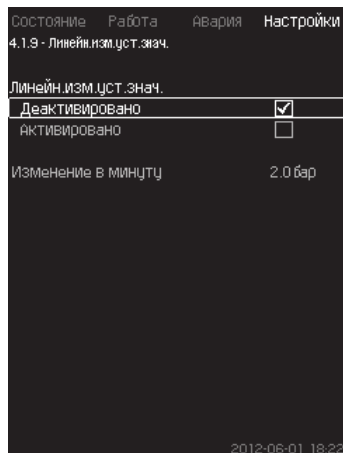 Состояние Работа Авария Настройки
4.1.9 - Линейн.изм.уст.знач.
Линейн.изм.уст.знач.
Деактивировано
Активировано
Изменение в минуту 2.0 бар
2012-06-01 18:22